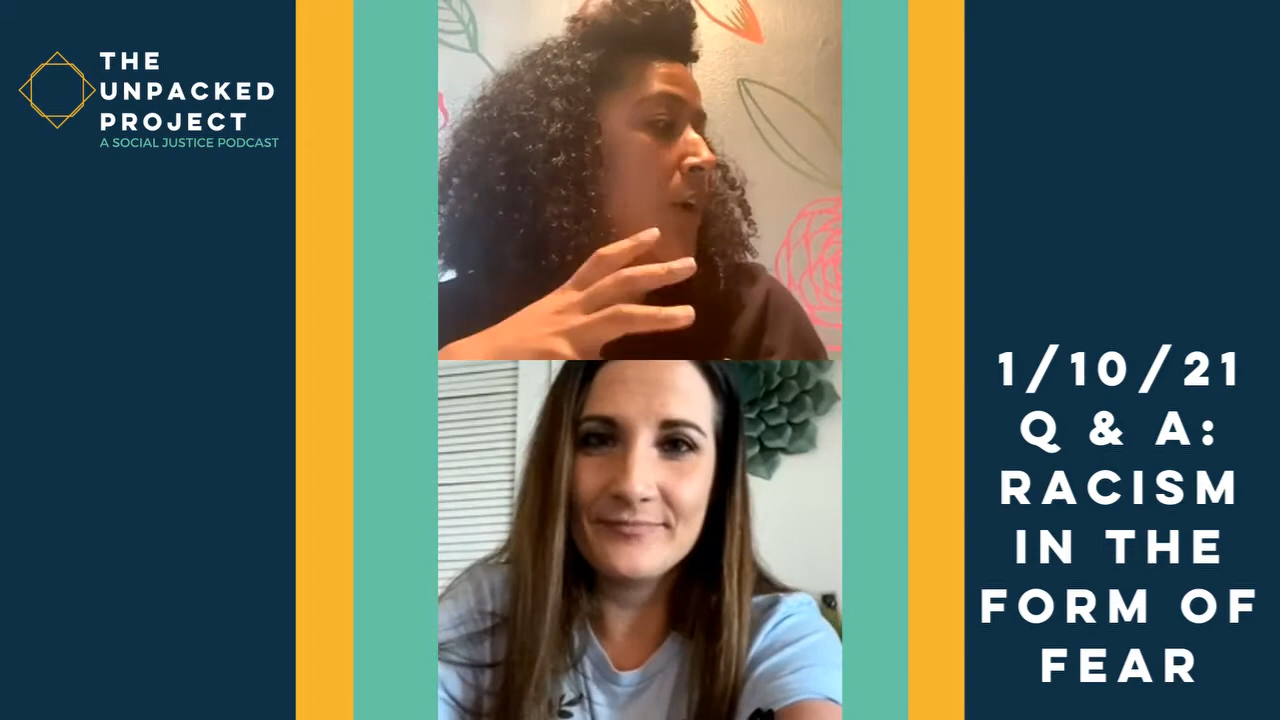 THE
UNPACKED
PROJECT
A SOCIAL JUSTICE PODCAST
1/10/21
Q & A:
RACISM
IN THE
FORM OF
FEAR